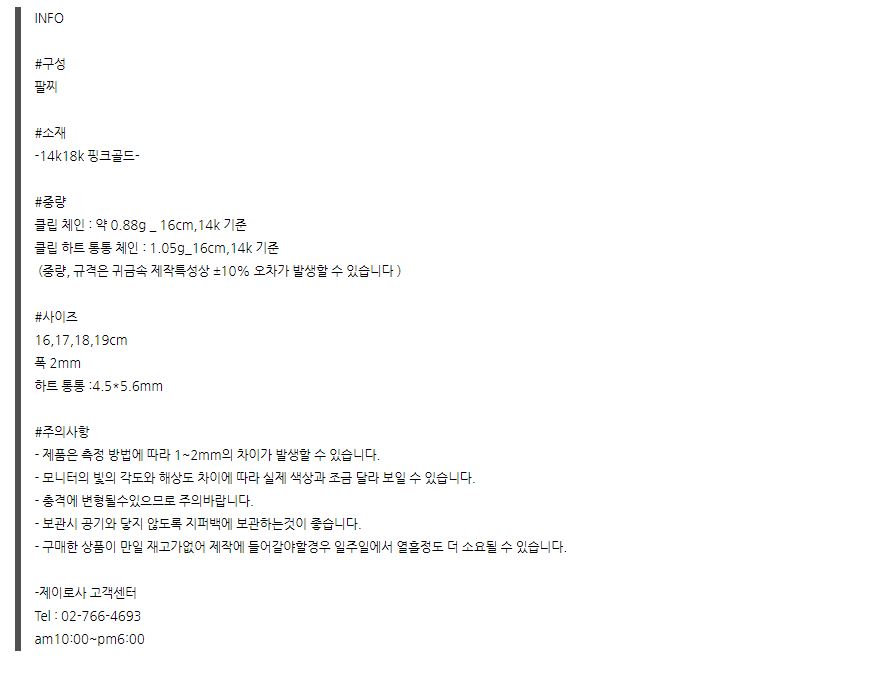 INFO
#구성
팔찌
#소재
-14k18k 핑크골드-
#중량
클립 체인 : 약 0.88g _ 16cm,14k 기준
클립 하트 통통 체인 : 1.05g_16cm,14k 기준
(중량, 규격은 귀금속 제작특성상 ±10% 오차가 발생할 수 있습니다 )
#사이즈
16,17,18,19cm
폭 2mm
하트 통통 :4.5*5.6mm
#주의사항
- 제품은 측정 방법에 따라 1~2mm의 차이가 발생할 수 있습니다.
- 모니터의 빛의 각도와 해상도 차이에 따라 실제 색상과 조금 달라 보일 수 있습니다.
- 충격에 변형될수있으므로 주의바랍니다.
- 보관시 공기와 닿지 않도록 지퍼백에 보관하는것이 좋습니다.
- 구매한 상품이 만일 재고가없어 제작에 들어갈야할경우 일주일에서 열흘정도 더 소요될 수 있습니다.
-제이로사 고객센터
Tel : 02-766-4693
am10:00~pm6:00